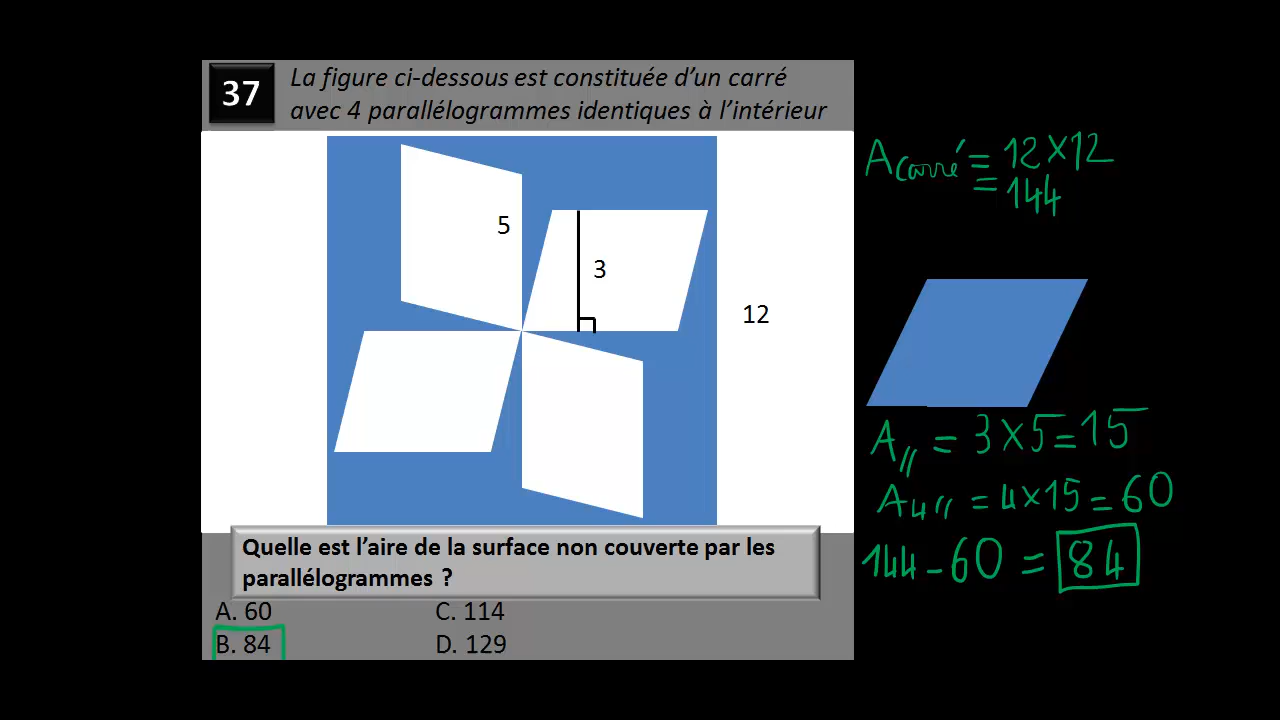 37
La figure ci-dessous est constituée d'un carré
avec 4 parallélogrammes identiques à l'intérieur
5
3
12
Quelle est l'aire de la surface non couverte par les
parallélogrammes ?
A. 60
C. 114
B. 84
D. 129
A carré = 12 × 12
= 144
A // = 3 × 5 = 15
A 4 // = 4 × 15 = 60
144 - 60 = 84